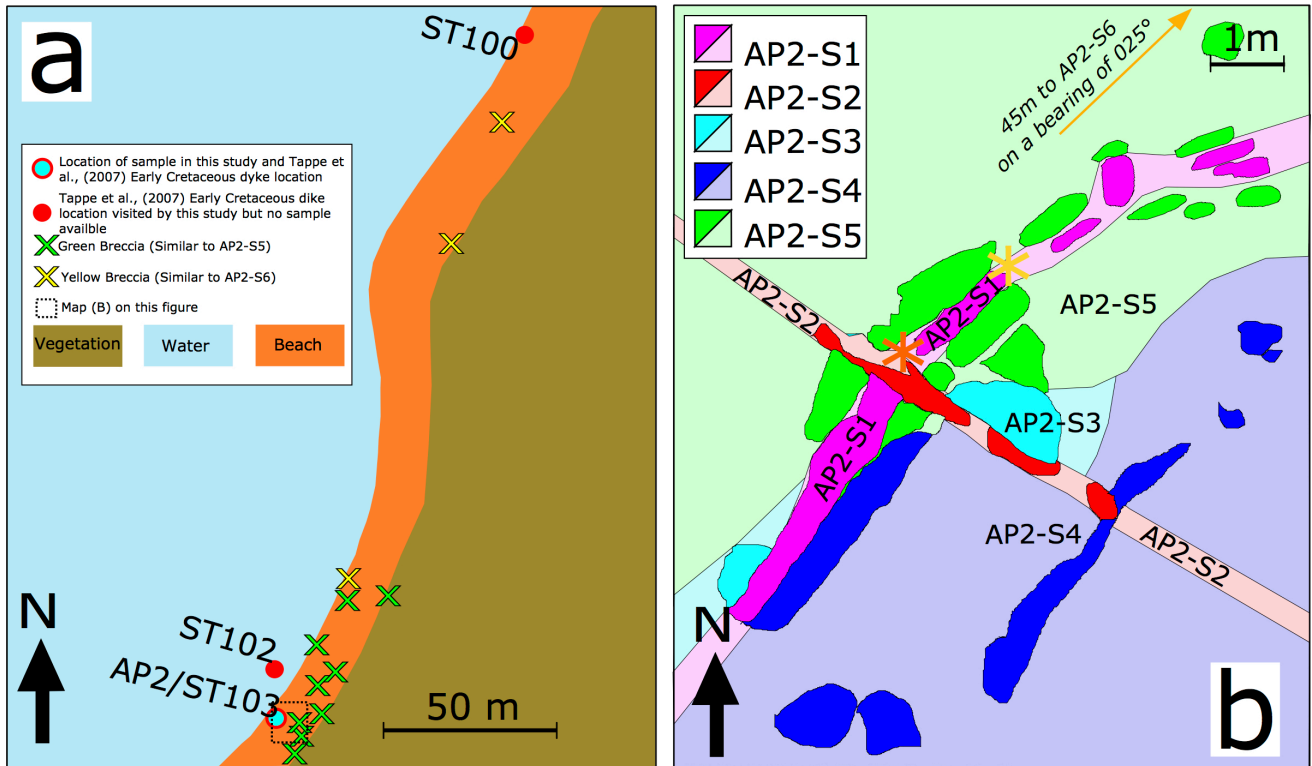 a
ST100
Location of sample in this study and Tappe et
al., (2007) Early Cretaceous dyke location
Tappe et al., (2007) Early Cretaceous dike
location visited by this study but no sample
availble
Green Breccia (Similar to AP2-S5)
Yellow Breccia (Similar to AP2-S6)
Map (B) on this figure
Vegetation
Water
Beach
N
ST102
AP2/ST103
50 m
AP2-S1
AP2-S2
AP2-S3
AP2-S4
AP2-S5
45m to AP2-S6
on a bearing of 025°
1m
AP2-S2
AP2-S1
AP2-S5
AP2-S3
AP2-S1
AP2-S4
AP2-S2
N
b